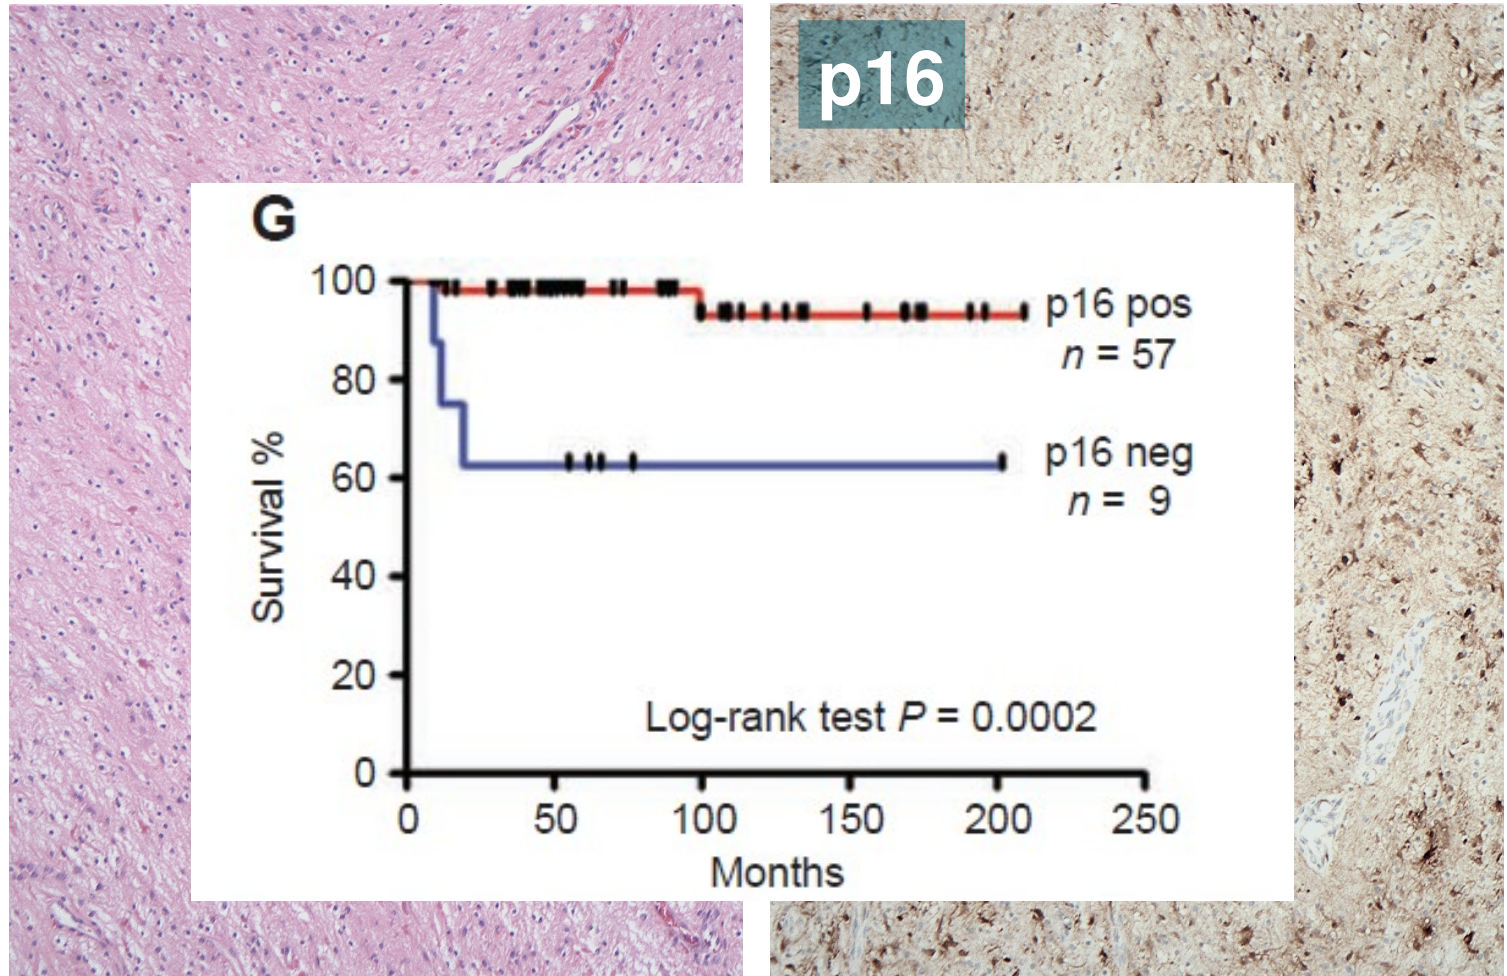 p16
G
100
80
60
40
20
0
Survival %
p16 pos
n = 57
p16 neg
n = 9
Log-rank test P = 0.0002
0 50 100 150 200 250
Months